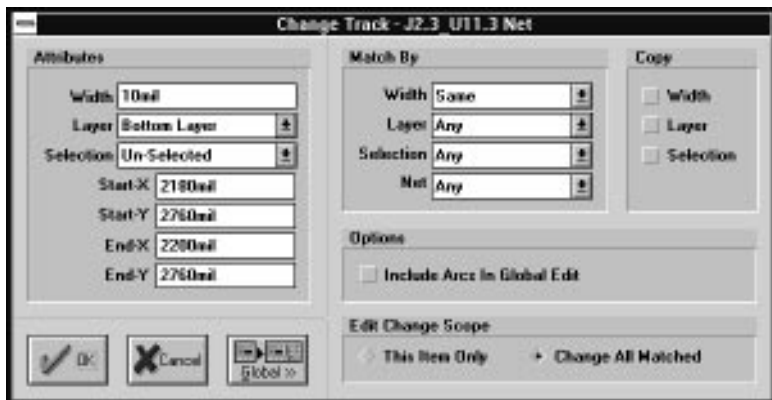 Change Track - J2.3_U11.3 Net
Attributes
Width 10mil
Layer Bottom Layer
Selection Un-Selected
Start-X 2180mil
Start-Y 2760mil
End-X 2200mil
End-Y 2760mil
OK
Cancel
Global >>
Match By
Width Same
Layer Any
Selection Any
Net Any
Copy
Width
Layer
Selection
Options
Include Arcs In Global Edit
Edit Change Scope
This Item Only
Change All Matched